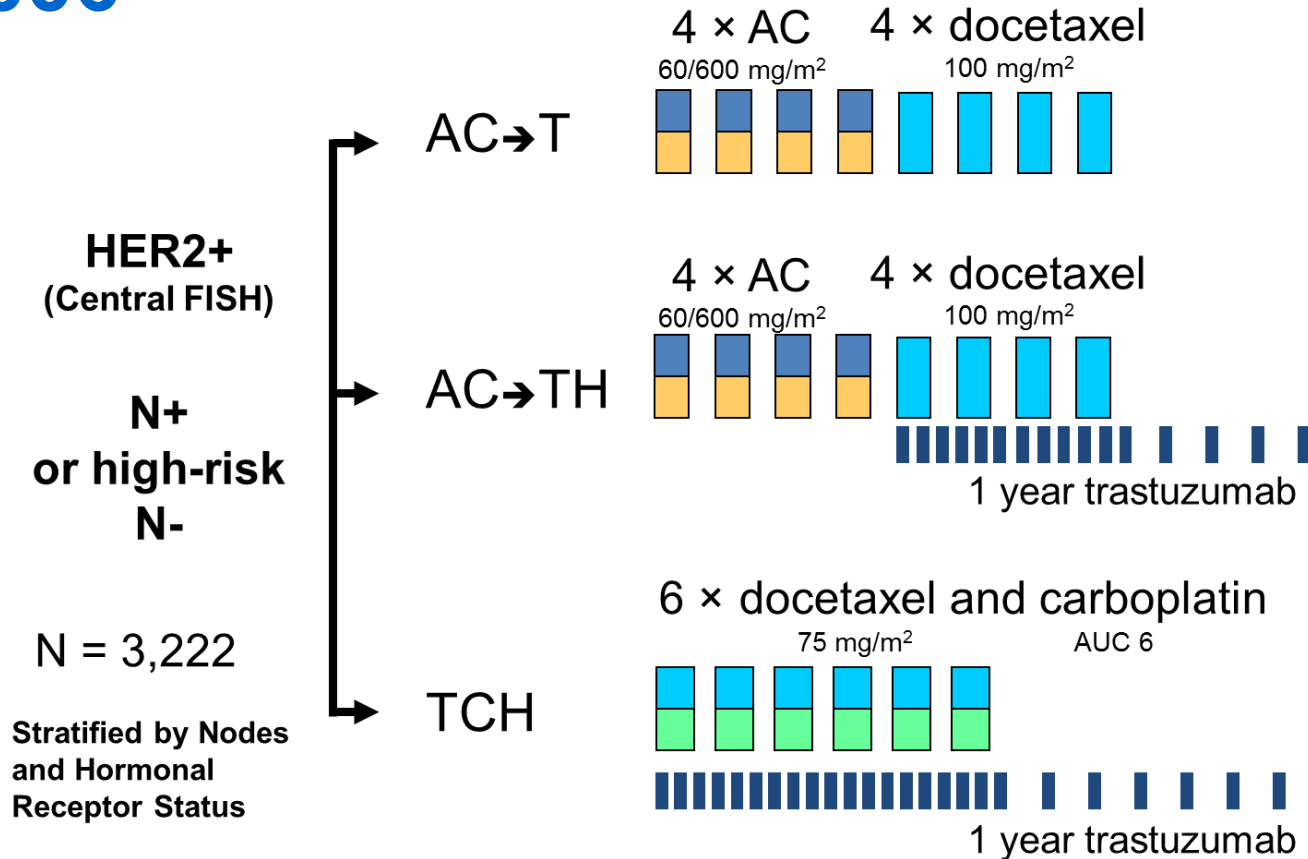 4 × AC 4 × docetaxel
60/600 mg/m² 100 mg/m²
AC➔T
HER2+
(Central FISH)
4 × AC 4 × docetaxel
60/600 mg/m² 100 mg/m²
N+
or high-risk
N-
AC➔TH
1 year trastuzumab
6 × docetaxel and carboplatin
75 mg/m² AUC 6
N = 3,222
TCH
Stratified by Nodes
and Hormonal
Receptor Status
1 year trastuzumab